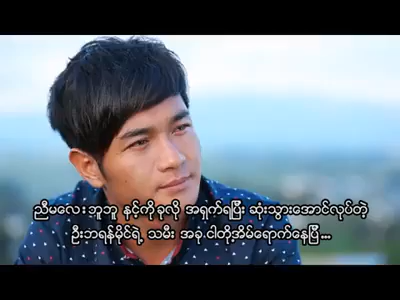 ညီမလေးဘူဘူ နင့်ကိုခုလို အရှက်ရပြီး ဆုံးသွားအောင်လုပ်တဲ့
ဦးဘရန်မိုင်ရဲ့ သမီး အခု ငါတို့အိမ်ရောက်နေပြီ...